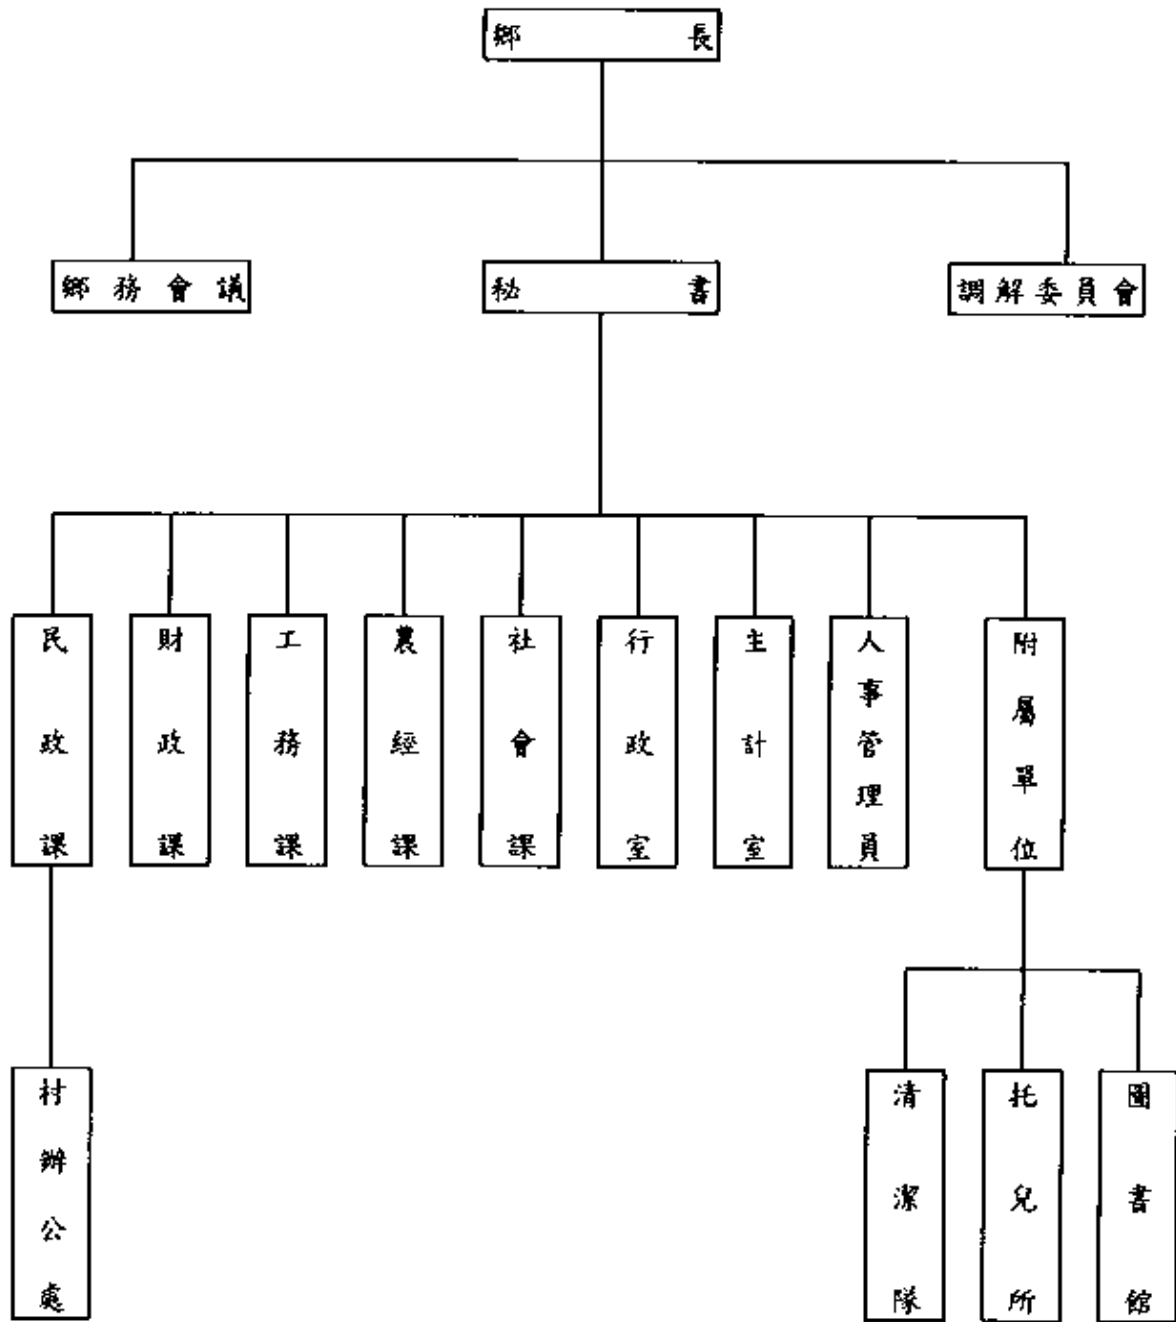 鄉長
鄉務會議
秘書
調解委員會
民政課
財政課
工務課
農經課
社會課
行政室
主計室
人事管理員
附屬單位
村辦公處
清潔隊
托兒所
圖書館